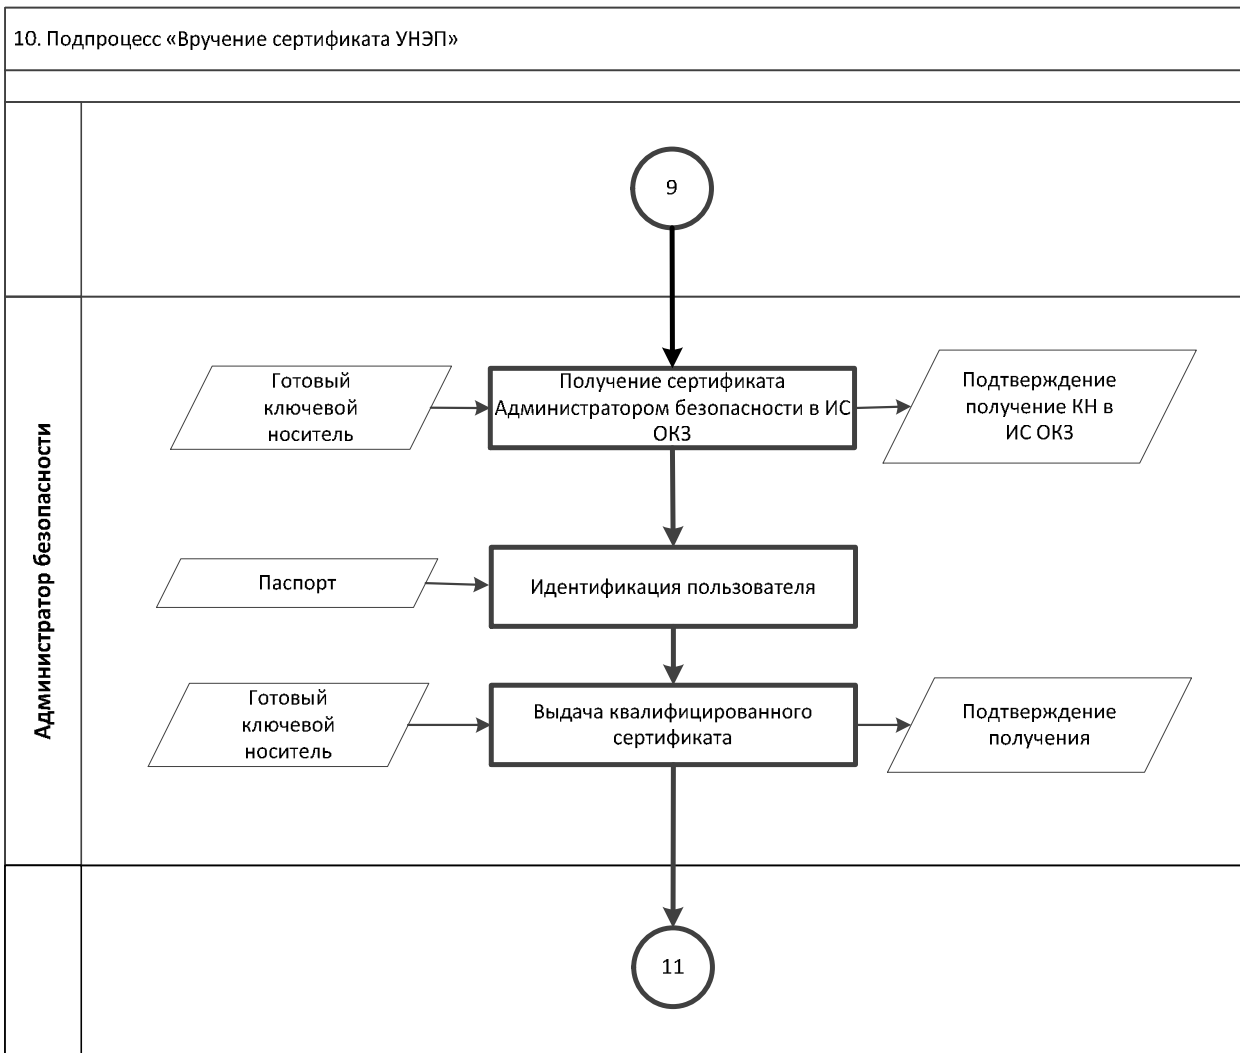 10. Подпроцесс «Вручение сертификата УНЭП»
9
Администратор безопасности
Готовый
ключевой
носитель
Получение сертификата
Администратором безопасности в ИС
ОКЗ
Подтверждение
получение КН в
ИС ОКЗ
Паспорт
Идентификация пользователя
Готовый
ключевой
носитель
Выдача квалифицированного
сертификата
Подтверждение
получения
11